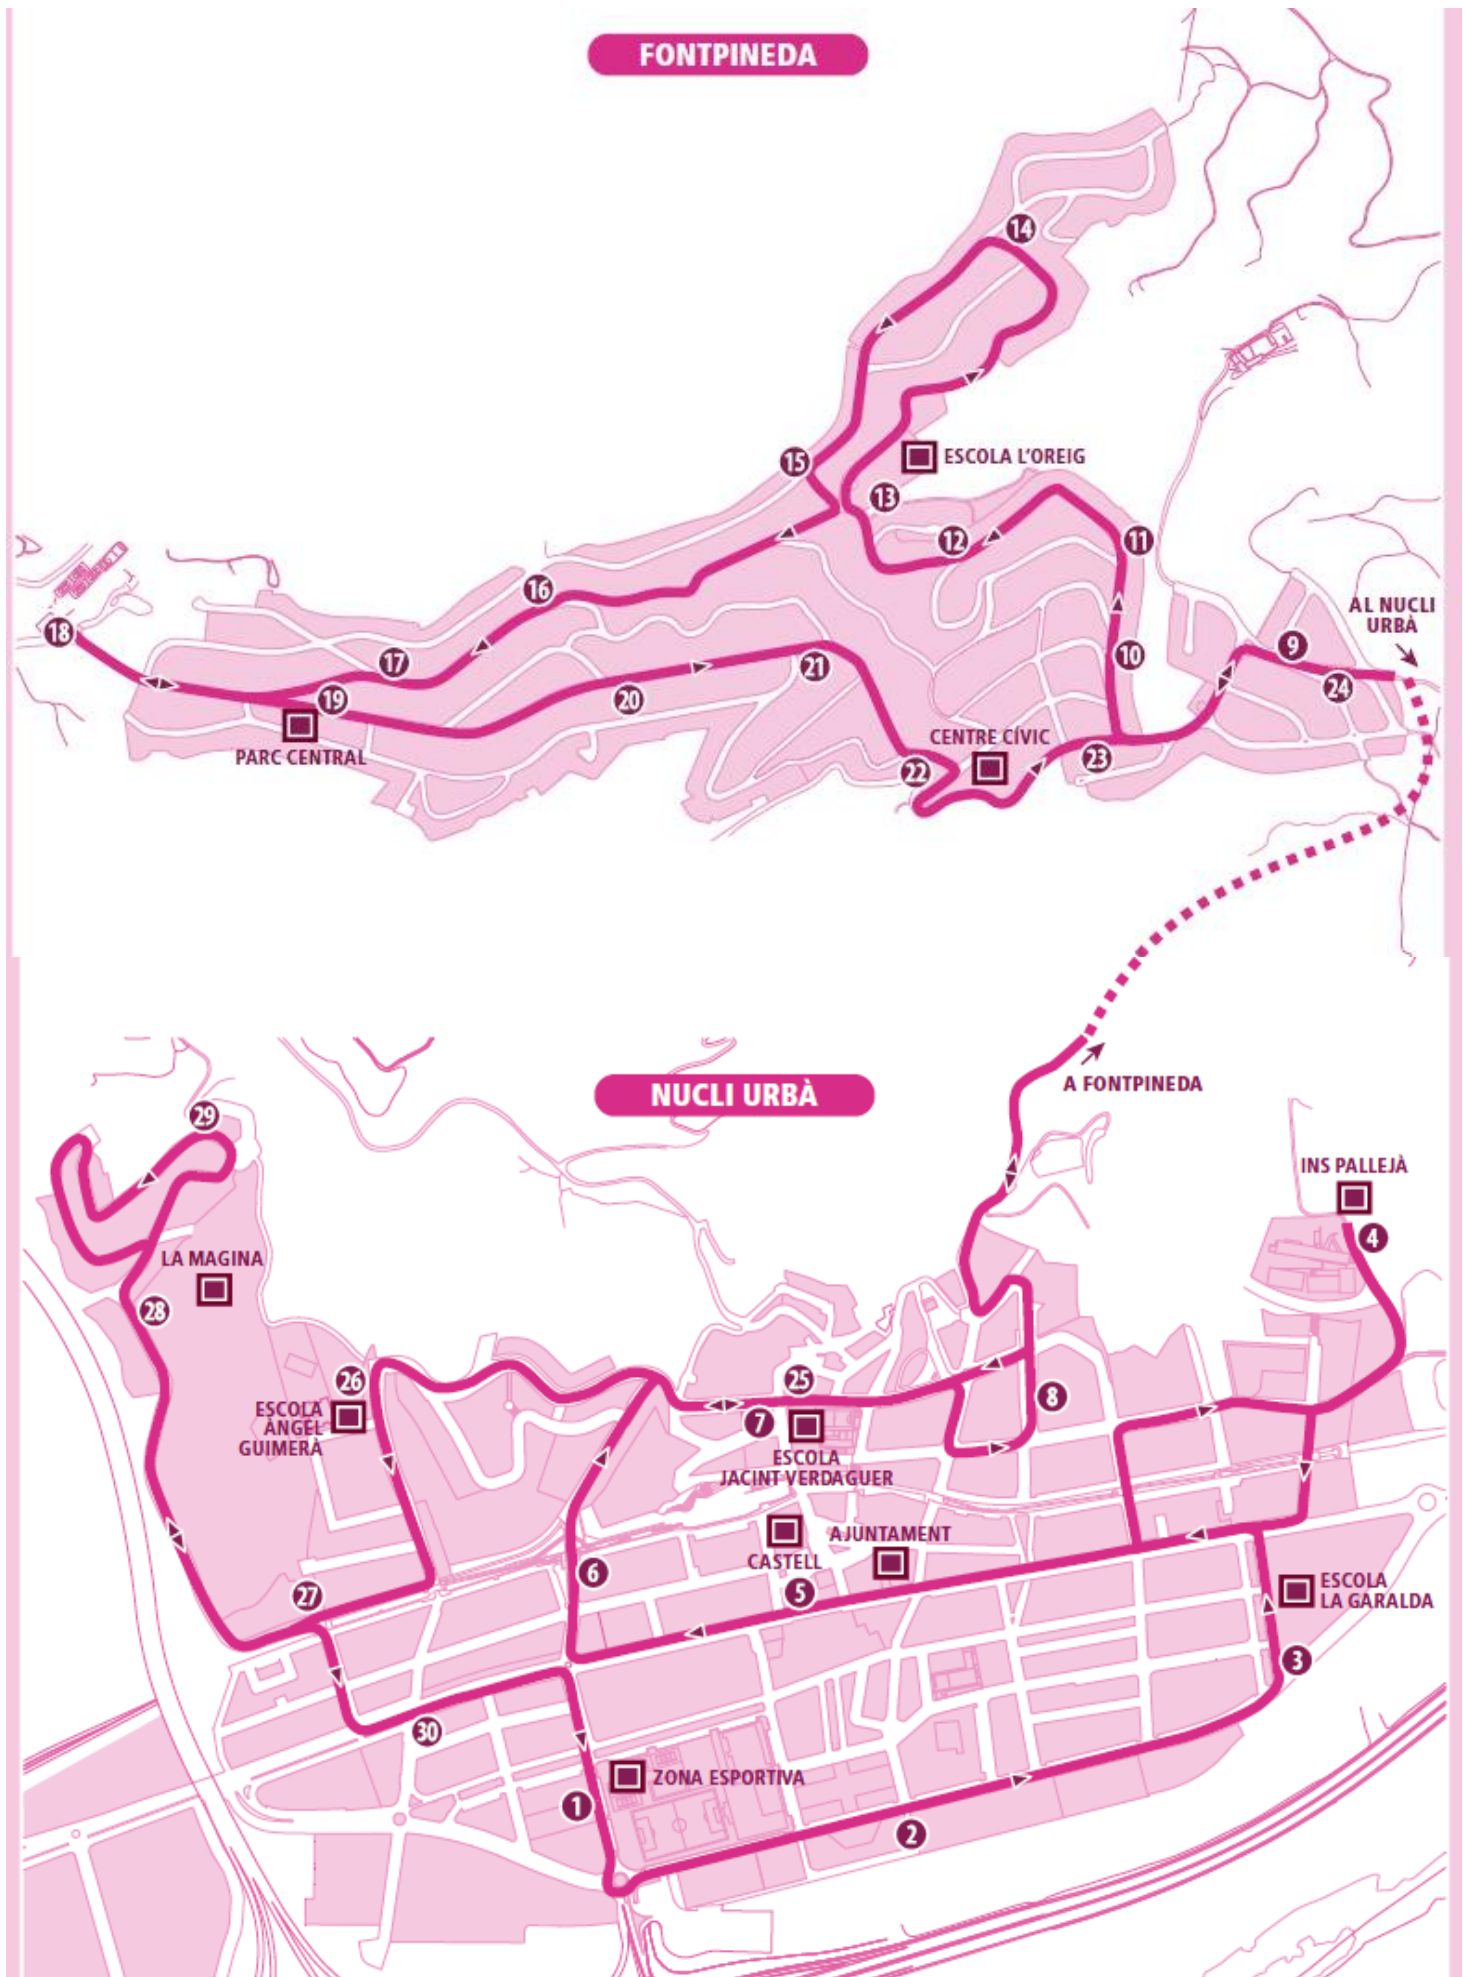 FONTPINEDA
14
15
ESCOLA L'OREIG
13
12
11
16
AL NUCLI
URBÀ
18
9
17
10
21
24
19
20
PARC CENTRAL
CENTRE CÍVIC
23
22
A FONTPINEDA
NUCLI URBÀ
29
INS PALLEJÀ
4
LA MAGINA
28
26
25
8
ESCOLA
ÀNGEL
GUIMERÀ
7
ESCOLA
JACINT VERDAGUER
CASTELL
AJUNTAMENT
6
5
27
ESCOLA
LA GARALDA
3
30
ZONA ESPORTIVA
1
2